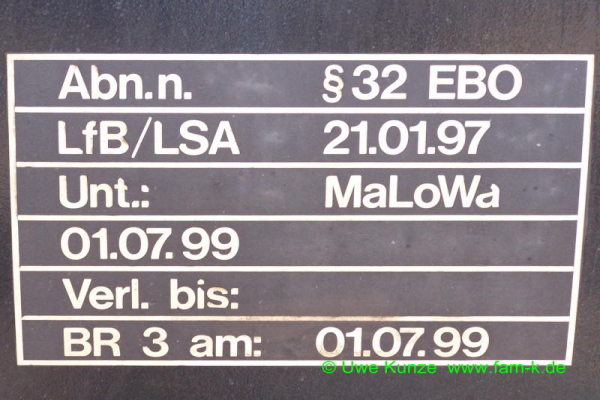 Abn.n. § 32 EBO
LfB/LSA 21.01.97
Unt.: MaLoWa
01.07.99
Verl. bis:
BR 3 am: 01.07.99
© Uwe Kunze www.fam-k.de